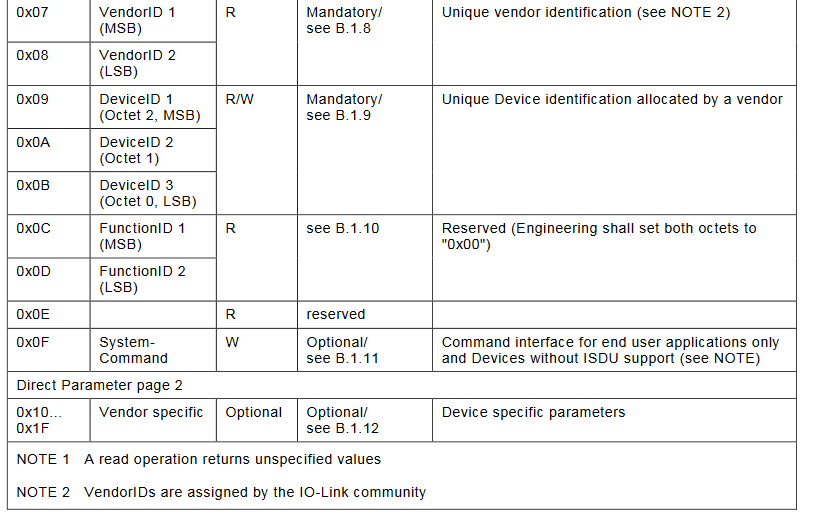 0x07 VendorID 1 R Mandatory/ Unique vendor identification (see NOTE 2)
(MSB) see B.1.8
0x08 VendorID 2
(LSB)
0x09 DeviceID 1 R/W Mandatory/ Unique Device identification allocated by a vendor
(Octet 2, MSB) see B.1.9
0x0A DeviceID 2
(Octet 1)
0x0B DeviceID 3
(Octet 0, LSB)
0x0C FunctionID 1 R see B.1.10 Reserved (Engineering shall set both octets to
(MSB) "0x00")
0x0D FunctionID 2
(LSB)
0x0E R reserved
0x0F System- W Optional/ Command interface for end user applications only
Command see B.1.11 and Devices without ISDU support (see NOTE)
Direct Parameter page 2
0x10... Vendor specific Optional Optional/ Device specific parameters
0x1F see B.1.12
NOTE 1 A read operation returns unspecified values
NOTE 2 VendorIDs are assigned by the IO-Link community